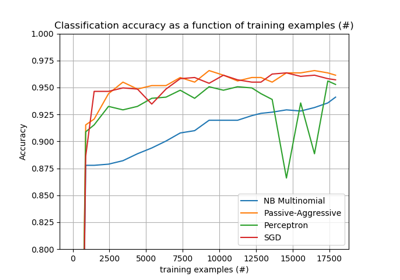 Classification accuracy as a function of training examples (#)
1.000
0.975
0.950
0.925
0.900
0.875
0.850
0.825
0.800
Accuracy
NB Multinomial
Passive-Aggressive
Perceptron
SGD
0 2500 5000 7500 10000 12500 15000 17500
training examples (#)